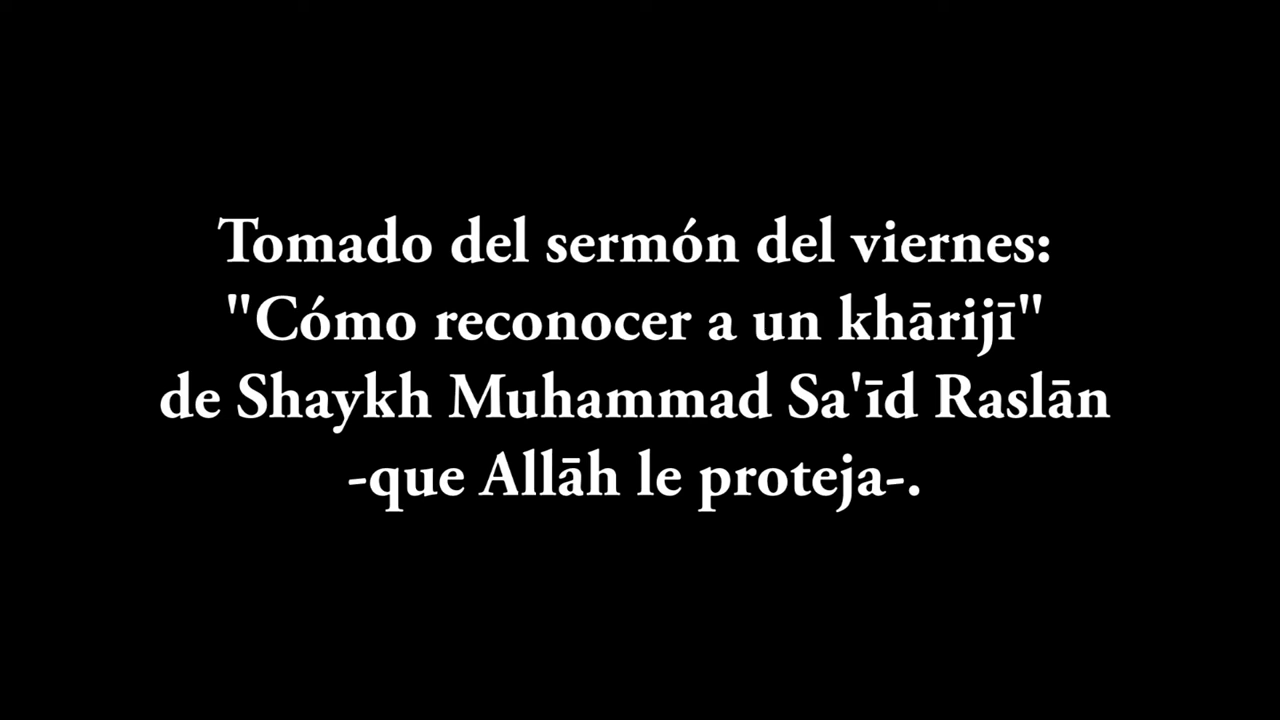 Tomado del sermón del viernes:
"Cómo reconocer a un khārijī"
de Shaykh Muhammad Sa'īd Raslān
-que Allāh le proteja-.